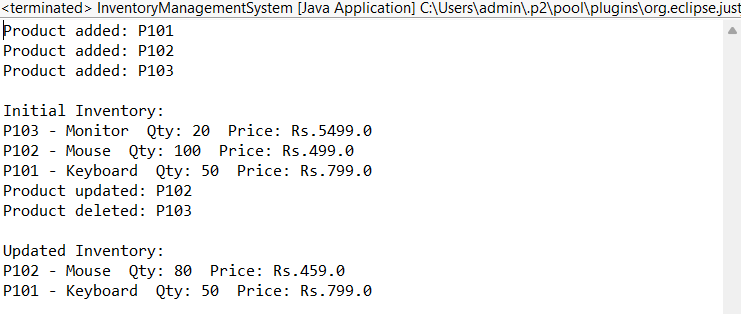 <terminated> InventoryManagementSystem [Java Application] C:\Users\admin\.p2\pool\plugins\org.eclipse.just
Product added: P101
Product added: P102
Product added: P103
Initial Inventory:
P103 - Monitor  Qty: 20  Price: Rs.5499.0
P102 - Mouse  Qty: 100  Price: Rs.499.0
P101 - Keyboard  Qty: 50  Price: Rs.799.0
Product updated: P102
Product deleted: P103
Updated Inventory:
P102 - Mouse  Qty: 80  Price: Rs.459.0
P101 - Keyboard  Qty: 50  Price: Rs.799.0